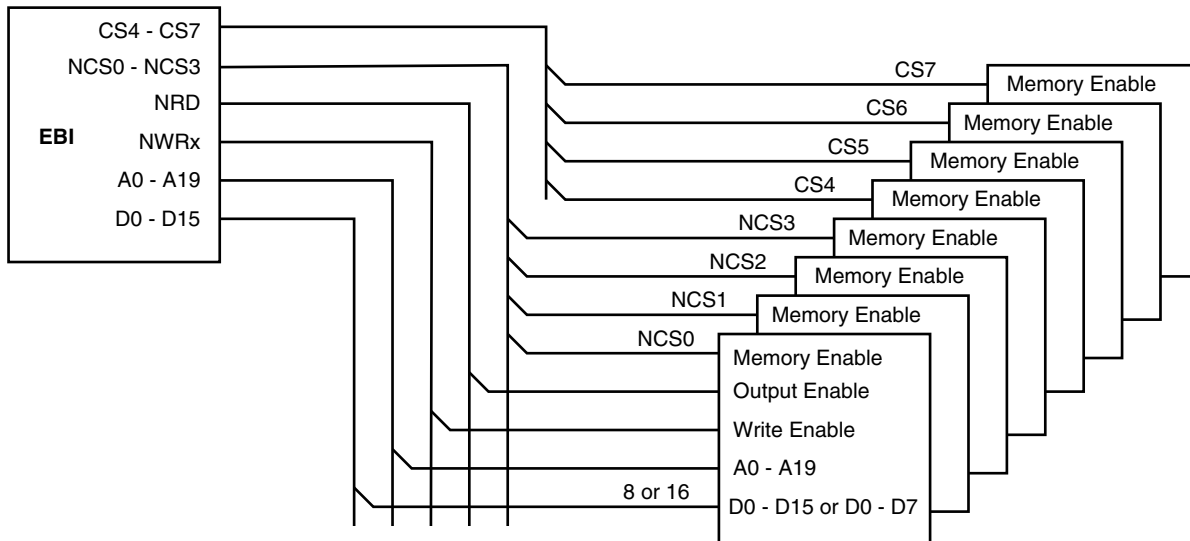 CS4 - CS7
NCS0 - NCS3
NRD
EBI
NWRx
A0 - A19
D0 - D15
CS7
Memory Enable
CS6
Memory Enable
CS5
Memory Enable
CS4
Memory Enable
NCS3
Memory Enable
NCS2
Memory Enable
NCS1
Memory Enable
NCS0
Memory Enable
Output Enable
Write Enable
A0 - A19
8 or 16
D0 - D15 or D0 - D7